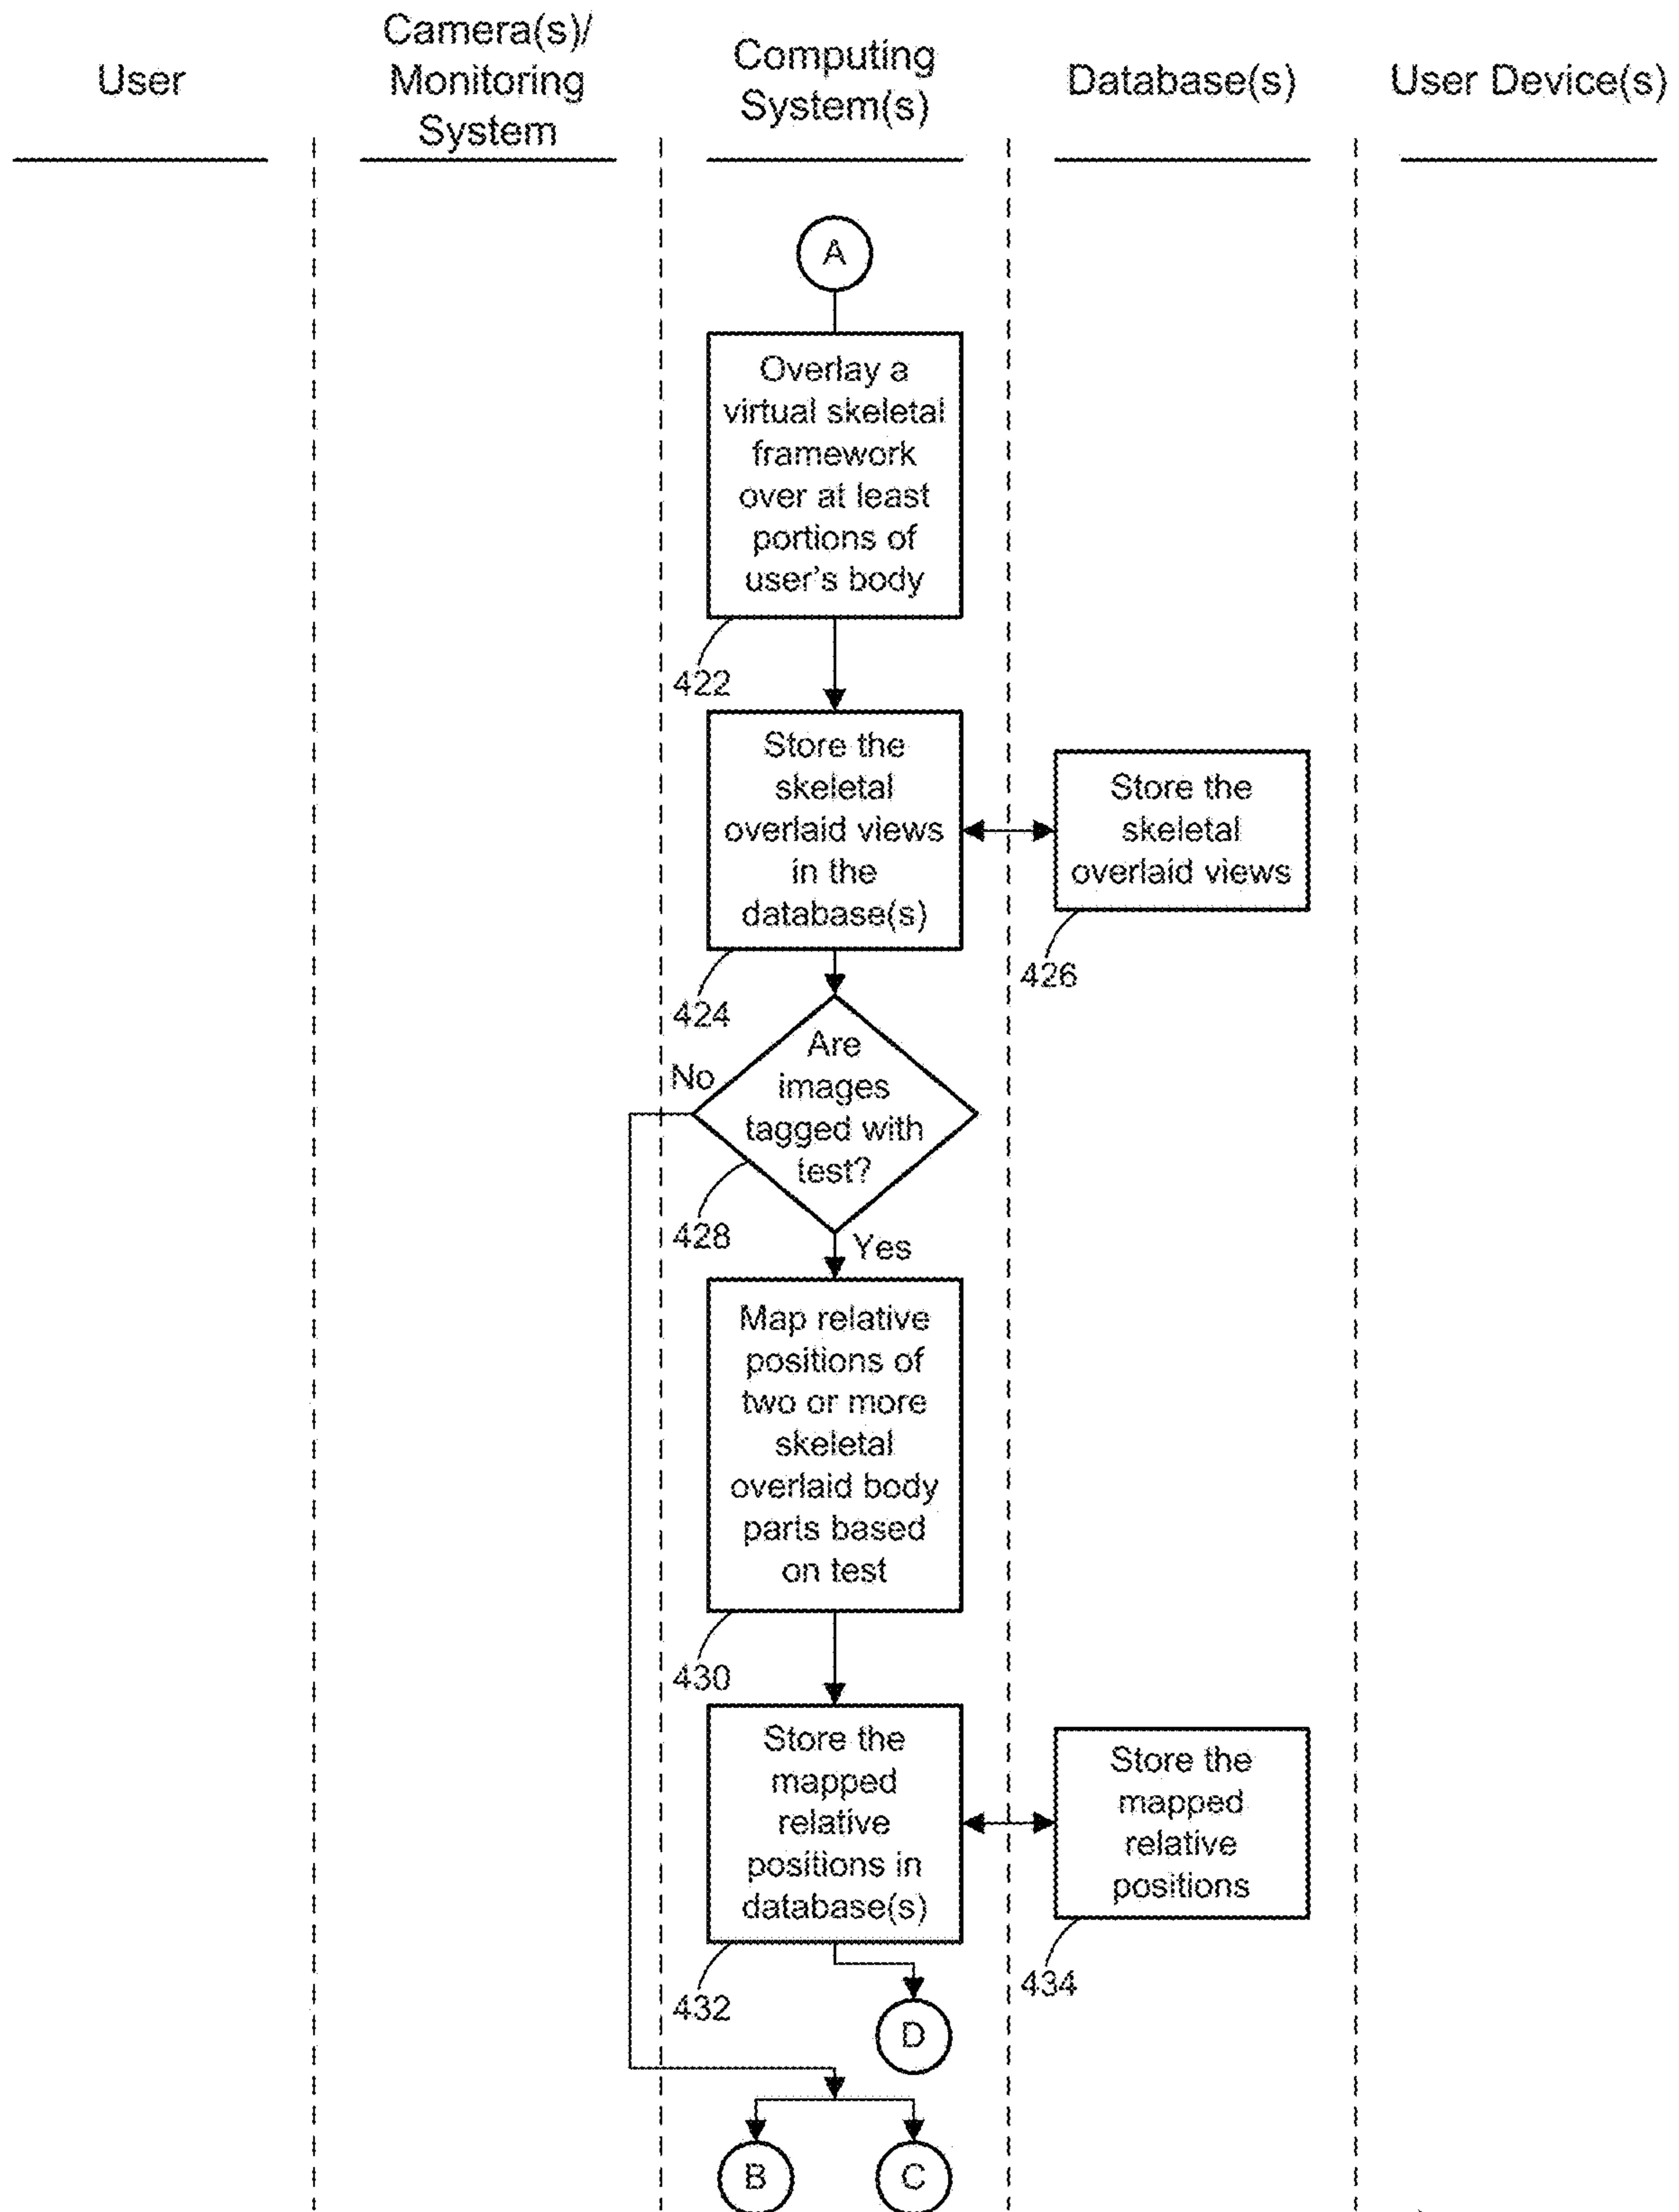 User
Camera(s)/
Monitoring
System
Computing
System(s)
Database(s)
User Device(s)
A
Overlay a
virtual skeletal
framework
over at least
portions of
user's body
422
Store the
skeletal
overlaid views
in the
database(s)
424
Store the
skeletal
overlaid views
426
Are
images
tagged with
test?
No
428
Yes
Map relative
positions of
two or more
skeletal
overlaid body
parts based
on test
430
Store the
mapped
relative
positions in
database(s)
432
Store the
mapped
relative
positions
434
D
B
C